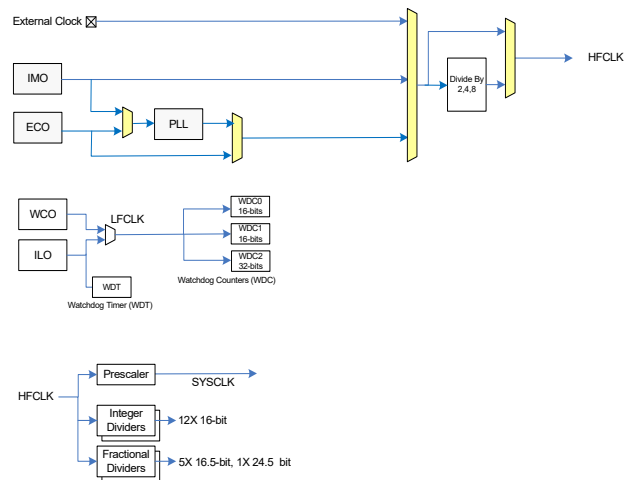 External Clock
HFCLK
IMO
Divide By
2,4,8
ECO
PLL
WCO
LFCLK
WDC0
16-bits
WDC1
16-bits
ILO
WDC2
32-bits
WDT
Watchdog Counters (WDC)
Watchdog Timer (WDT)
Prescaler
SYSCLK
HFCLK
Integer
Dividers
12X 16-bit
Fractional
Dividers
5X 16.5-bit, 1X 24.5 bit